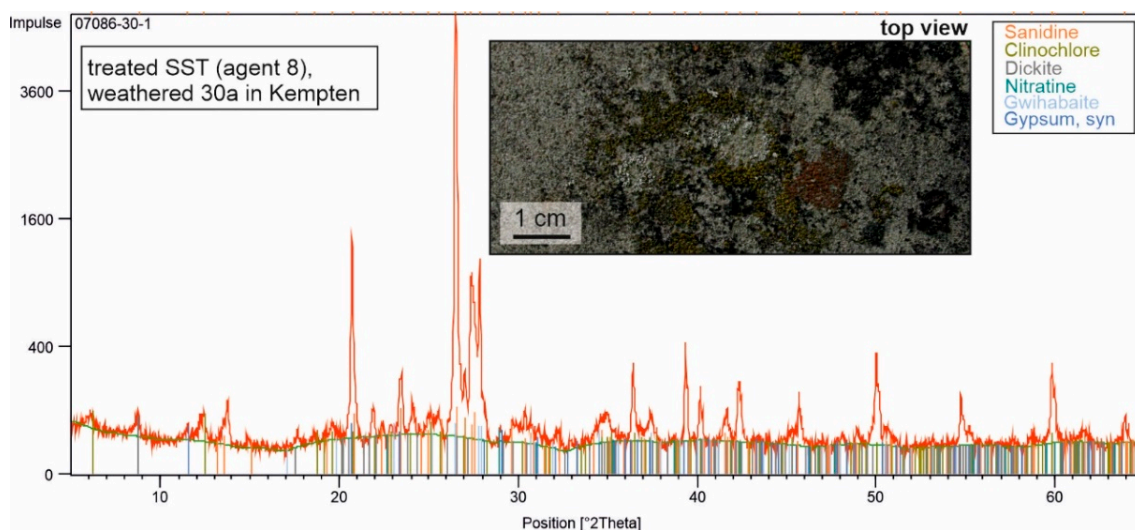 Impulse
07086-30-1
top view
treated SST (agent 8),
weathered 30a in Kempten
Sanidine
Clinochlore
Dickite
Nitratine
Gwihabaite
Gypsum, syn
1 cm
3600
1600
400
0
10 20 30 40 50 60
Position [°2Theta]